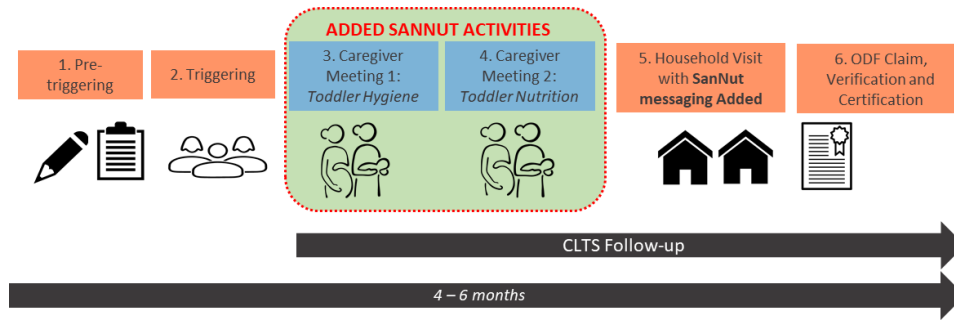 ADDED SANNUT ACTIVITIES
1. Pre-
triggering
2. Triggering
3. Caregiver
Meeting 1:
Toddler Hygiene
4. Caregiver
Meeting 2:
Toddler Nutrition
5. Household Visit
with SanNut
messaging Added
6. ODF Claim,
Verification and
Certification
CLTS Follow-up
4 – 6 months